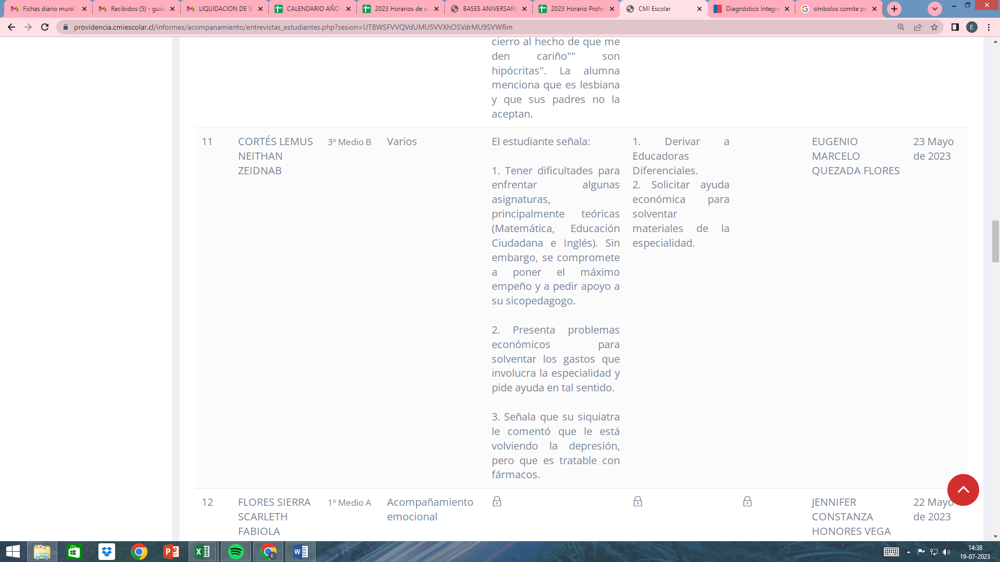 Fichas diario mural
Recibidos (5) - guia
LIQUIDACION DE S
CALENDARIO AÑO
2023 Horarios de cu
BASES ANIVERSARI
2023 Horario Profe
CMI Escolar
Diagnóstico Integra
símbolos comite pa
providencia.cmiescolar.cl/informes/acompanamiento/entrevistas_estudiantes.php?sesion=UTBWSFVVQVdUMU5VVXhOSVdrMU9SVWRm
E
cierro al hecho de que me
den cariño"" son
hipócritas". La alumna
menciona que es lesbiana
y que sus padres no la
aceptan.
11
CORTÉS LEMUS
NEITHAN
ZEIDNAB
3º Medio B
Varios
El estudiante señala:
1. Tener dificultades para
enfrentar algunas
asignaturas,
principalmente teóricas
(Matemática, Educación
Ciudadana e Inglés). Sin
embargo, se compromete
a poner el máximo
empeño y a pedir apoyo a
su sicopedagogo.
2. Presenta problemas
económicos para
solventar los gastos que
involucra la especialidad y
pide ayuda en tal sentido.
3. Señala que su siquiatra
le comentó que le está
volviendo la depresión,
pero que es tratable con
fármacos.
1. Derivar a
Educadoras
Diferenciales.
2. Solicitar ayuda
económica para
solventar
materiales de la
especialidad.
EUGENIO
MARCELO
QUEZADA FLORES
23 Mayo
de 2023
12
FLORES SIERRA
SCARLETH
FABIOLA
1º Medio A
Acompañamiento
emocional
JENNIFER
CONSTANZA
HONORES VEGA
22 Mayo
de 2023
14:38
19-07-2023